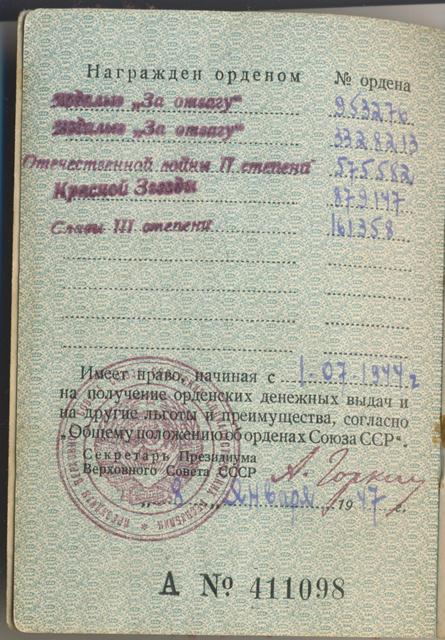 Награжден орденом № ордена
медалью „За отвагу“ 963276
медалью „За отвагу“ 3328213
Отечественной войны II степени 575582
Красной Звезды 879147
Славы III степени 161358
Имеет право, начиная с 1-07.1944 г
на получение орденских денежных выдач и
на другие льготы и преимущества, согласно
„Общему положению об орденах Союза ССР“.
Секретарь Президиума
Верховного Совета СССР А. Горкин
„8„ Января 1947 г.
А № 411098